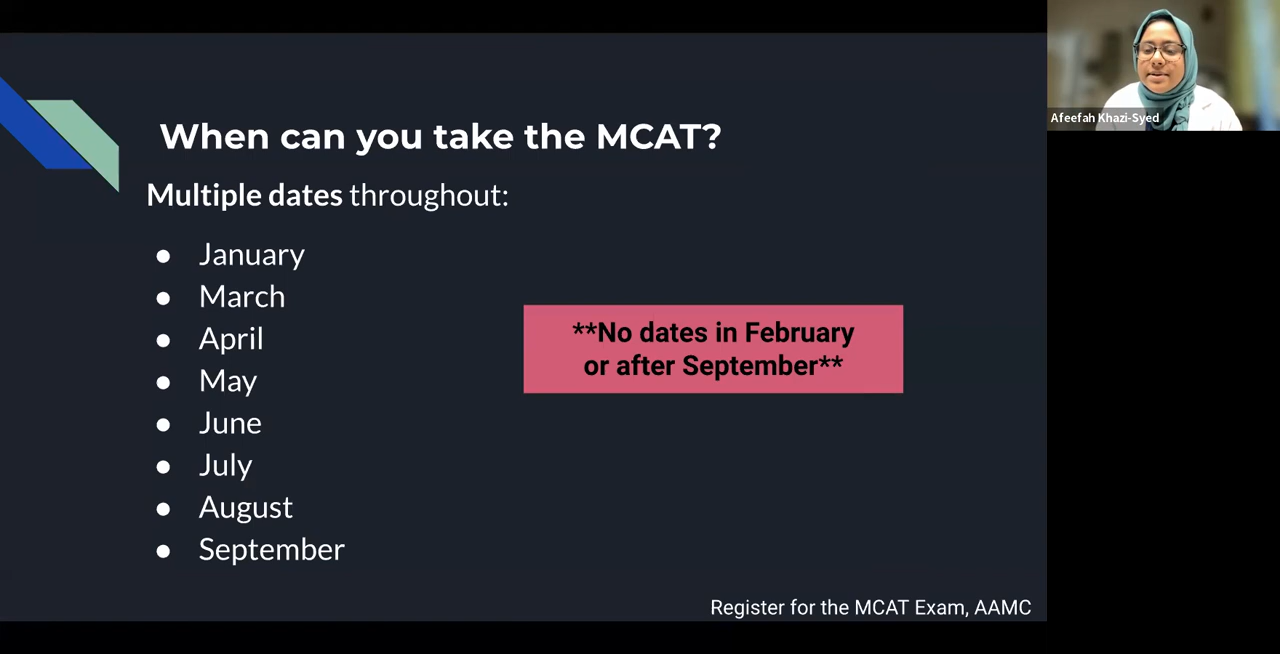 When can you take the MCAT?
Multiple dates throughout:
● January
● March
● April
● May
● June
● July
● August
● September
**No dates in February
or after September**
Register for the MCAT Exam, AAMC
Afeefah Khazi-Syed